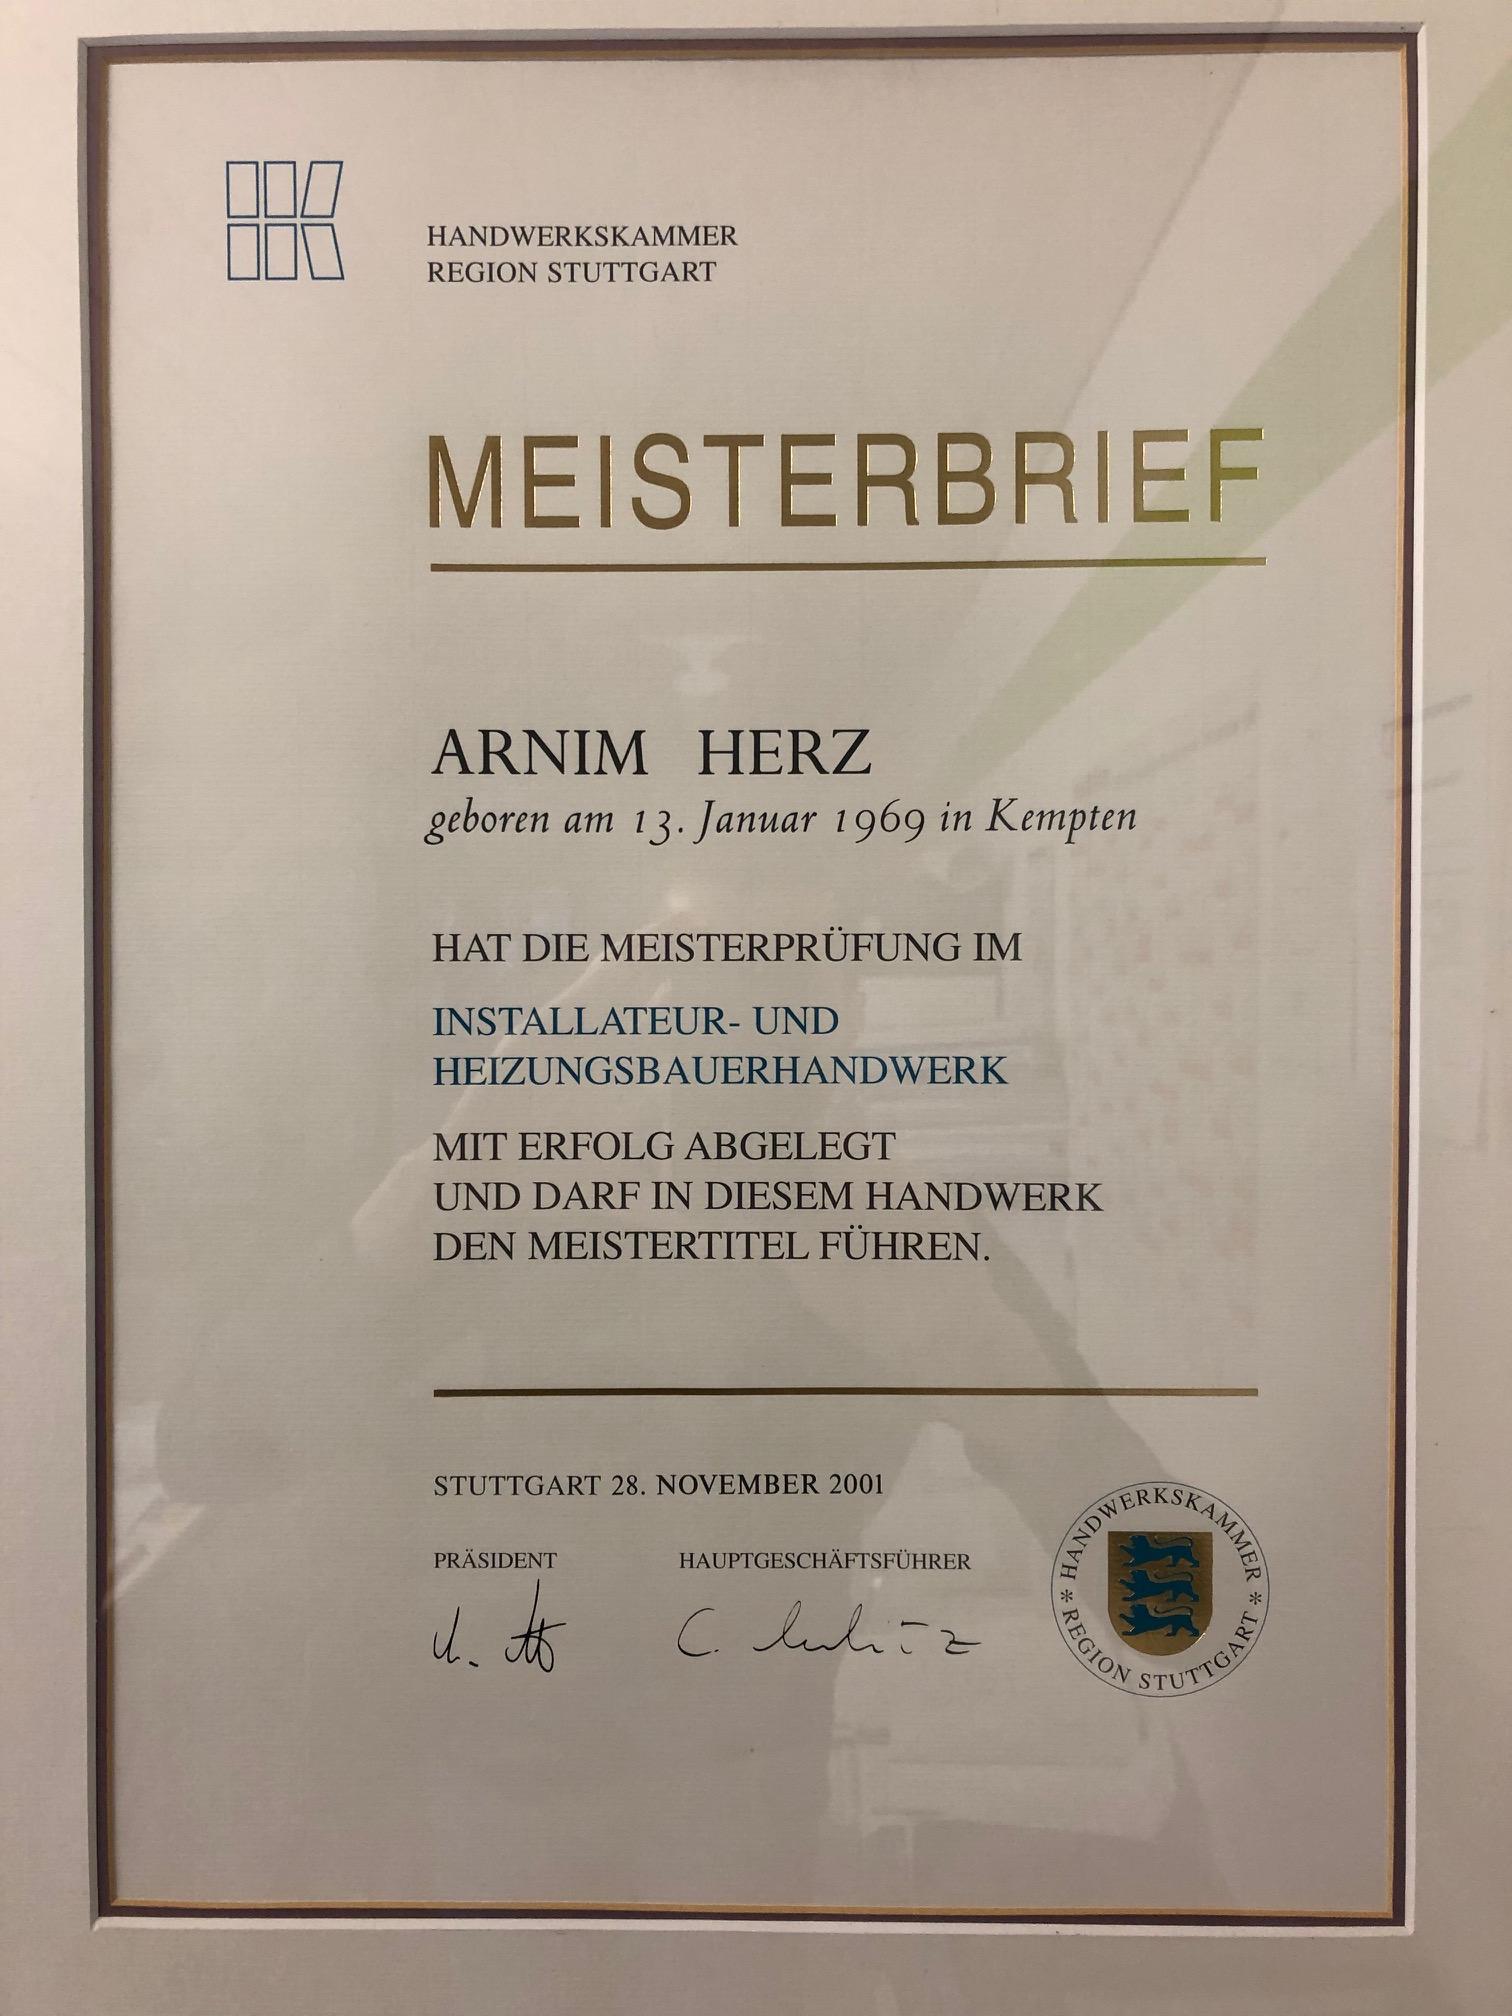 HANDWERKSKAMMER
REGION STUTTGART
MEISTERBRIEF
ARNIM HERZ
geboren am 13. Januar 1969 in Kempten
HAT DIE MEISTERPRÜFUNG IM
INSTALLATEUR- UND
HEIZUNGSBAUERHANDWERK
MIT ERFOLG ABGELEGT
UND DARF IN DIESEM HANDWERK
DEN MEISTERTITEL FÜHREN.
STUTTGART 28. NOVEMBER 2001
PRÄSIDENT HAUPTGESCHÄFTSFÜHRER
* HANDWERKSKAMMER *
REGION STUTTGART